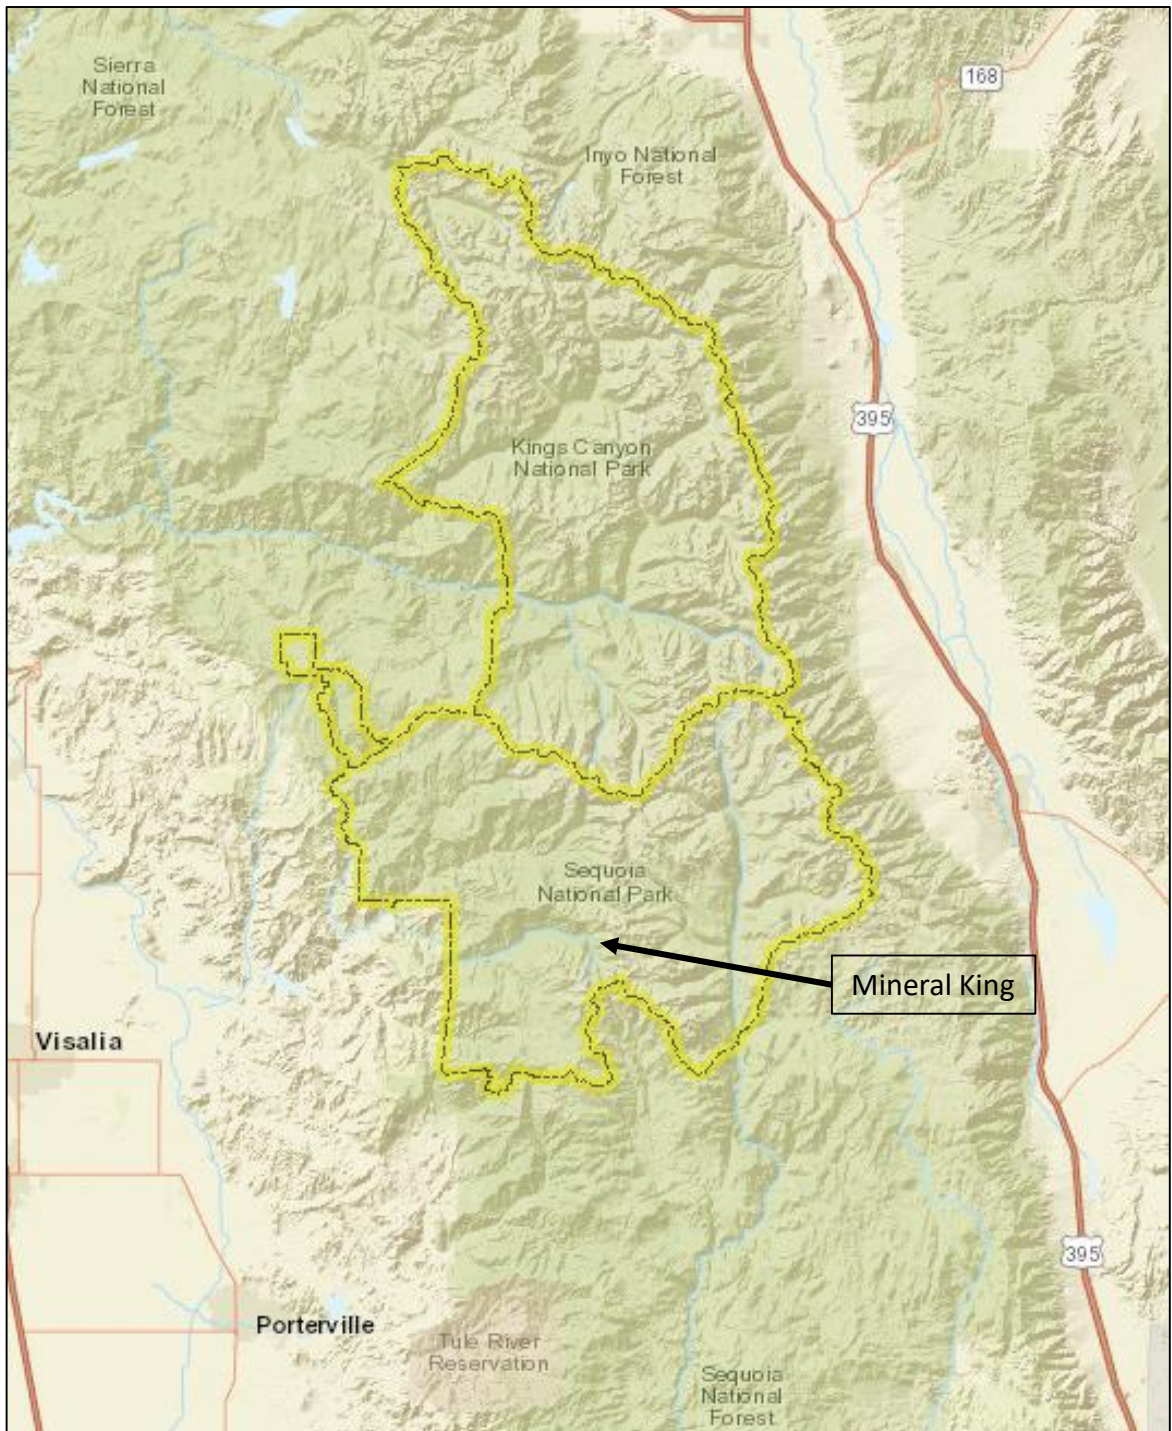 Sierra
National
Forest
168
Inyo National
Forest
395
Kings Canyon
National Park
Sequoia
National Park
Mineral King
Visalia
395
Porterville
Tule River
Reservation
Sequoia
National
Forest